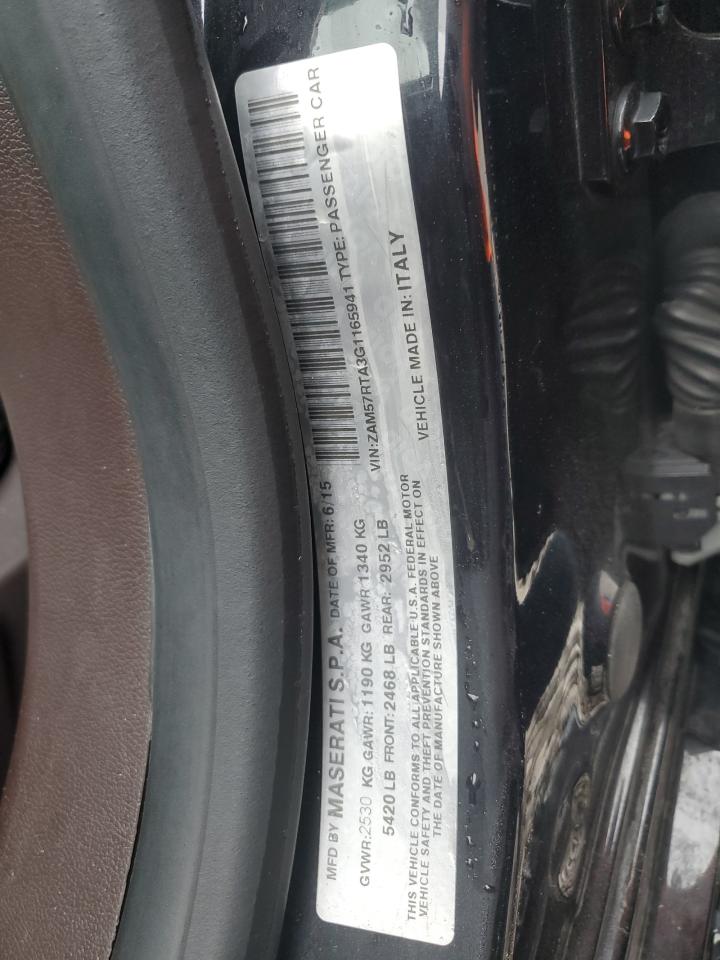 MFD BY MASERATI S.P.A. DATE OF MFR: 6/15
GVWR:2530 KG GAWR: 1190 KG GAWR 1340 KG
5420 LB FRONT: 2468 LB REAR: 2952 LB
THIS VEHICLE CONFORMS TO ALL APPLICABLE U.S.A. FEDERAL MOTOR
VEHICLE SAFETY AND THEFT PREVENTION STANDARDS IN EFFECT ON
THE DATE OF MANUFACTURE SHOWN ABOVE
VIN:ZAM57RTA3G1165941 TYPE: PASSENGER CAR
VEHICLE MADE IN: ITALY